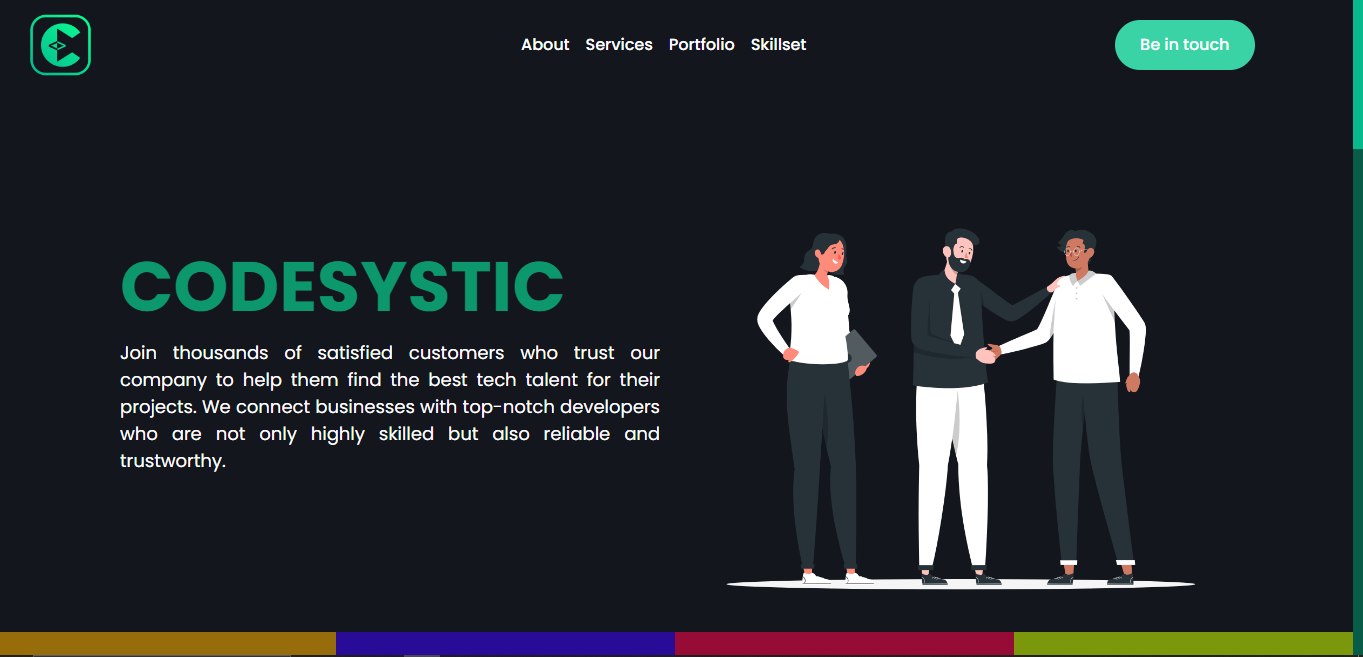 About Services Portfolio Skillset
Be in touch
CODESYSTIC
Join thousands of satisfied customers who trust our
company to help them find the best tech talent for their
projects. We connect businesses with top-notch developers
who are not only highly skilled but also reliable and
trustworthy.